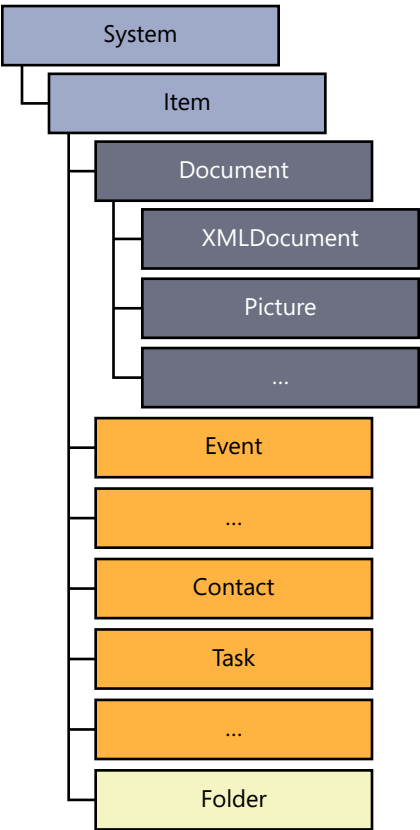 System
Item
Document
XMLDocument
Picture
...
Event
...
Contact
Task
...
Folder